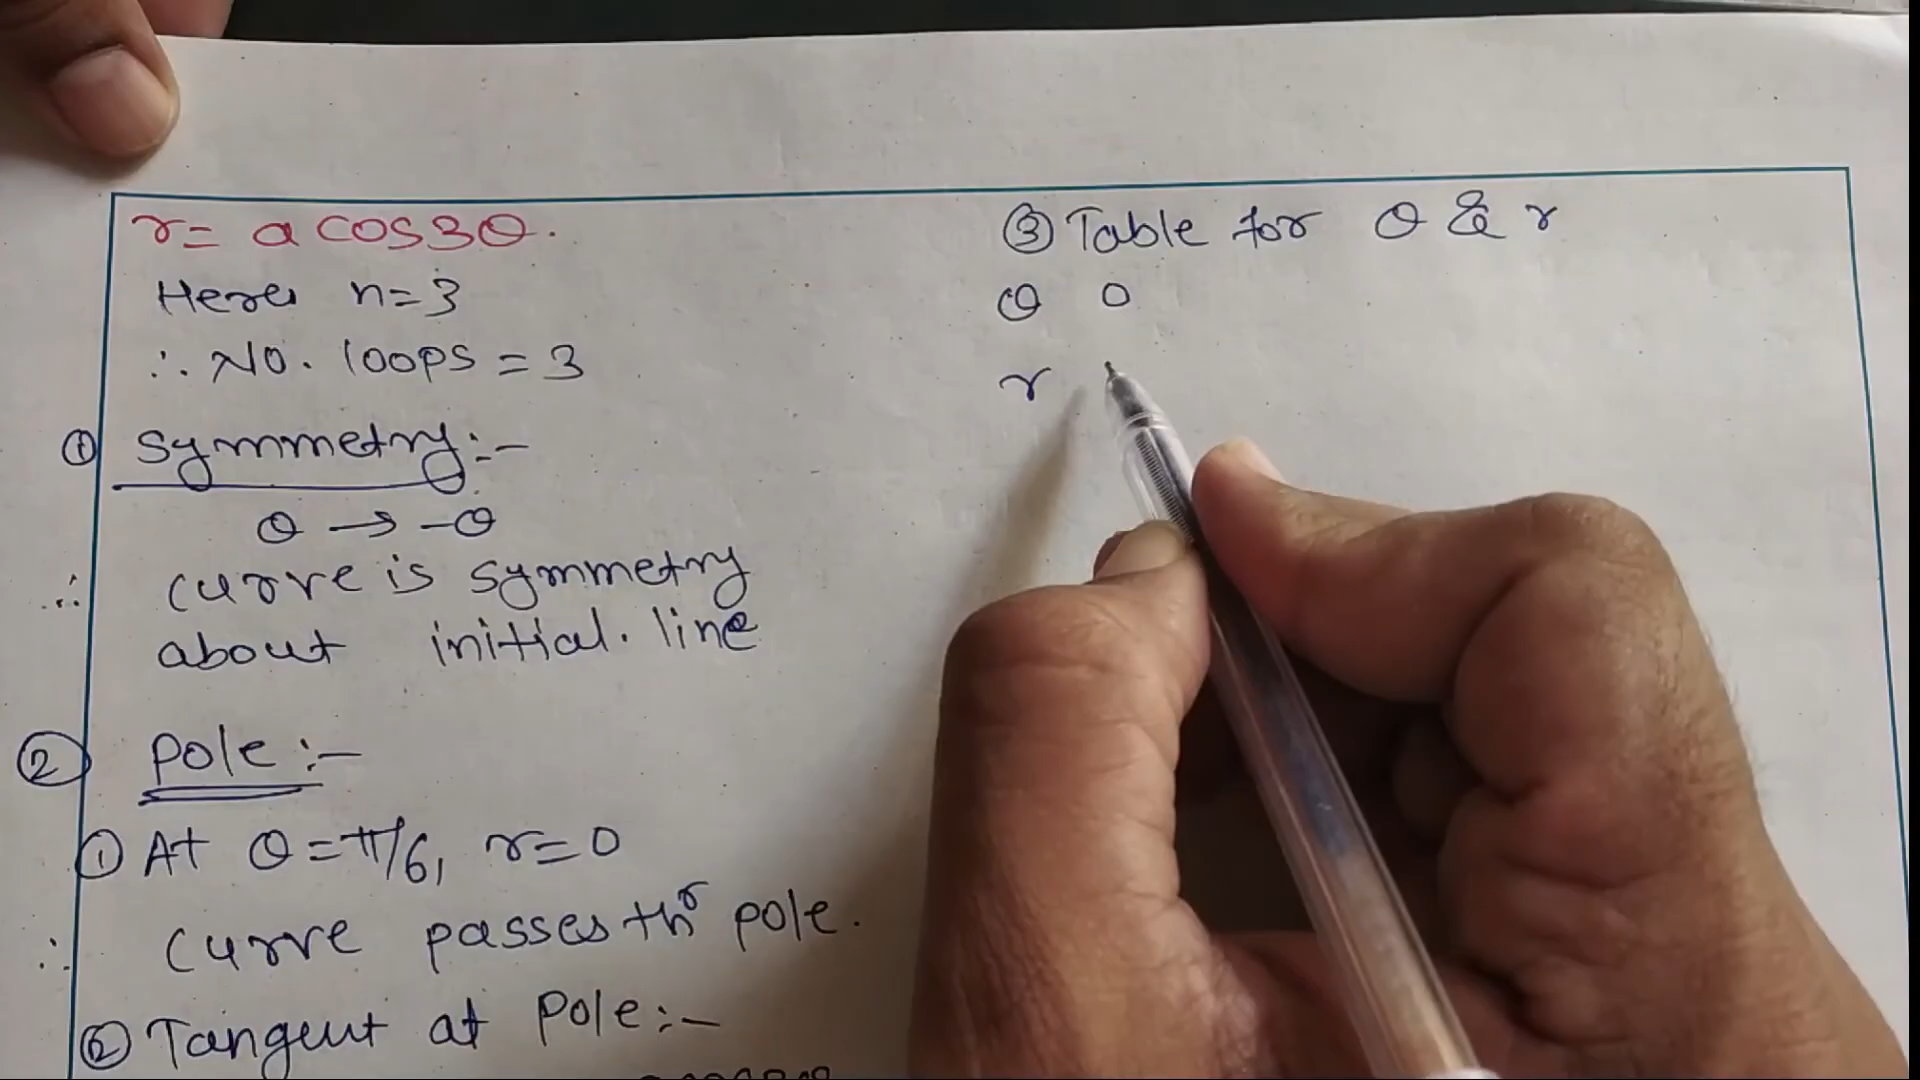 r = a cos3θ.
Here n=3
∴ No. loops = 3
① Symmetry:-
θ → -θ
∴ curve is symmetry
about initial. line
② Pole:-
① At θ=π/6, r=0
∴ curve passes thr pole.
② Tangent at Pole:-
③ Table for θ & r
θ 0
r